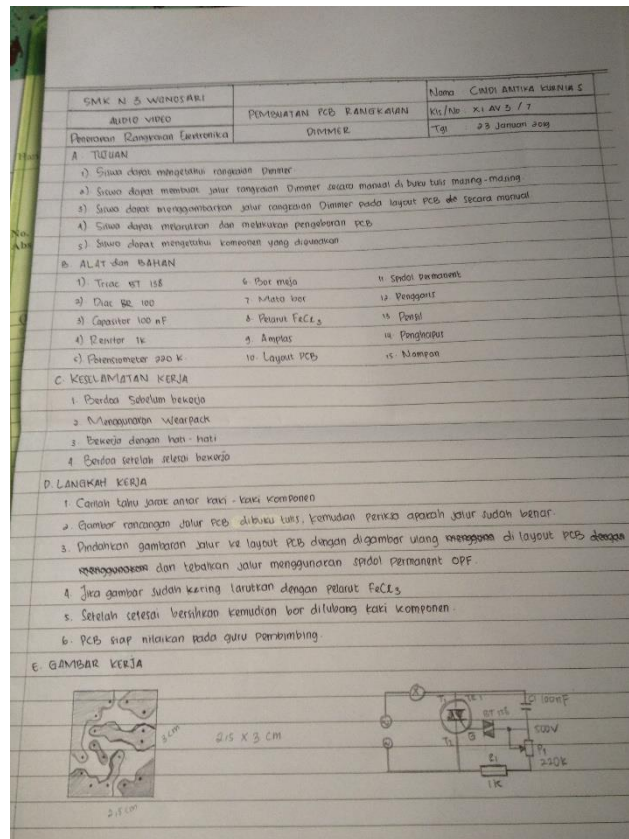 SMK N 3 WONOSARI
AUDIO VIDEO
Penerapan Rangkaian Elektronika
PEMBUATAN PCB RANGKAIAN
DIMMER
Nama CINDI ANTIKA KURNIA S
Kls/No : XI AV 3 / 7
Tgl : 23 Januari 2019
A. TUJUAN
1) Siswa dapat mengetahui rangkaian Dimmer
2) Siswa dapat membuat jalur rangkaian Dimmer secara manual di buku tulis masing-masing.
3) Siswa dapat menggambarkan jalur rangkaian Dimmer pada layout PCB secara manual
4) Siswa dapat melarutkan dan melakukan pengeboran PCB
5) Siswa dapat mengetahui komponen yang digunakan
B. ALAT dan BAHAN
1). Triac BT 138
2). Diac BR 100
3) Capasitor 100 nF
4) Resitor 1k
5) Potensiometer 220 K
6. Bor meja
7. Mata bor
8. Pelarut FeCl3
9. Amplas
10. Layout PCB
11. Spidol Permanent
12. Penggaris
13. Pensil
14. Penghapus
15. Nampan
C. KESELAMATAN KERJA
1. Berdoa Sebelum bekerja
2. Menggunakan Wearpack
3. Bekerja dengan hati-hati
4. Berdoa setelah selesai bekerja
D. LANGKAH KERJA
1. Carilah tahu jarak antar kaki-kaki komponen
2. Gambar rancangan Jalur PCB dibuku tulis, kemudian periksa apakah jalur sudah benar.
3. Pindahkan gambaran jalur ke layout PCB dengan digambar ulang di layout PCB
dan tebalkan jalur menggunakan spidol permanent OPF.
4. Jika gambar sudah kering larutkan dengan pelarut FeCl3
5. Setelah selesai bersihkan kemudian bor dilubang kaki komponen.
6. PCB siap nilaikan pada guru pembimbing.
E. GAMBAR KERJA
3 cm
2,5 cm
2,5 x 3 cm
T1
T2
100nF
500V
P1
220k
R1
1k